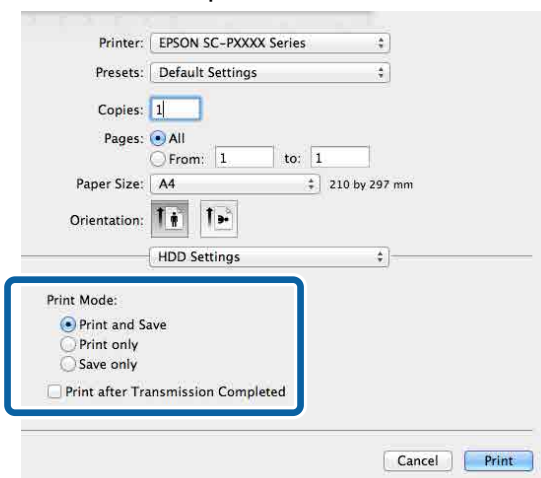 Printer: EPSON SC-PXXXX Series
Presets: Default Settings
Copies: 1
Pages: All
From: 1 to: 1
Paper Size: A4 210 by 297 mm
Orientation:
HDD Settings
Print Mode:
Print and Save
Print only
Save only
Print after Transmission Completed
Cancel Print